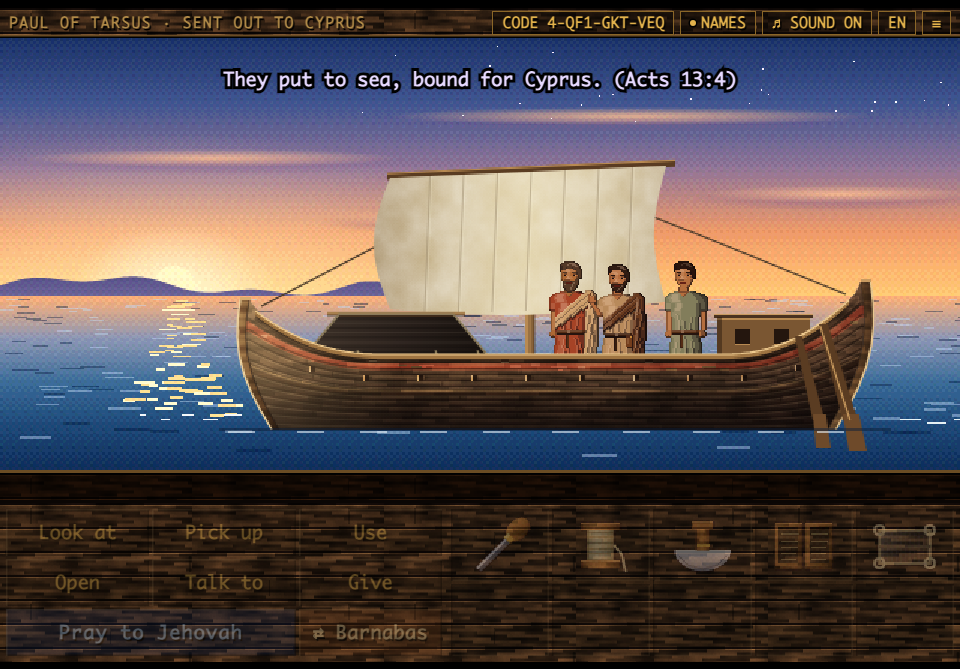 PAUL OF TARSUS · SENT OUT TO CYPRUS
CODE 4-QF1-GKT-VEQ
•NAMES
♬ SOUND ON
EN
≡
They put to sea, bound for Cyprus. (Acts 13:4)
Look at
Pick up
Use
Open
Talk to
Give
Pray to Jehovah
⇄ Barnabas